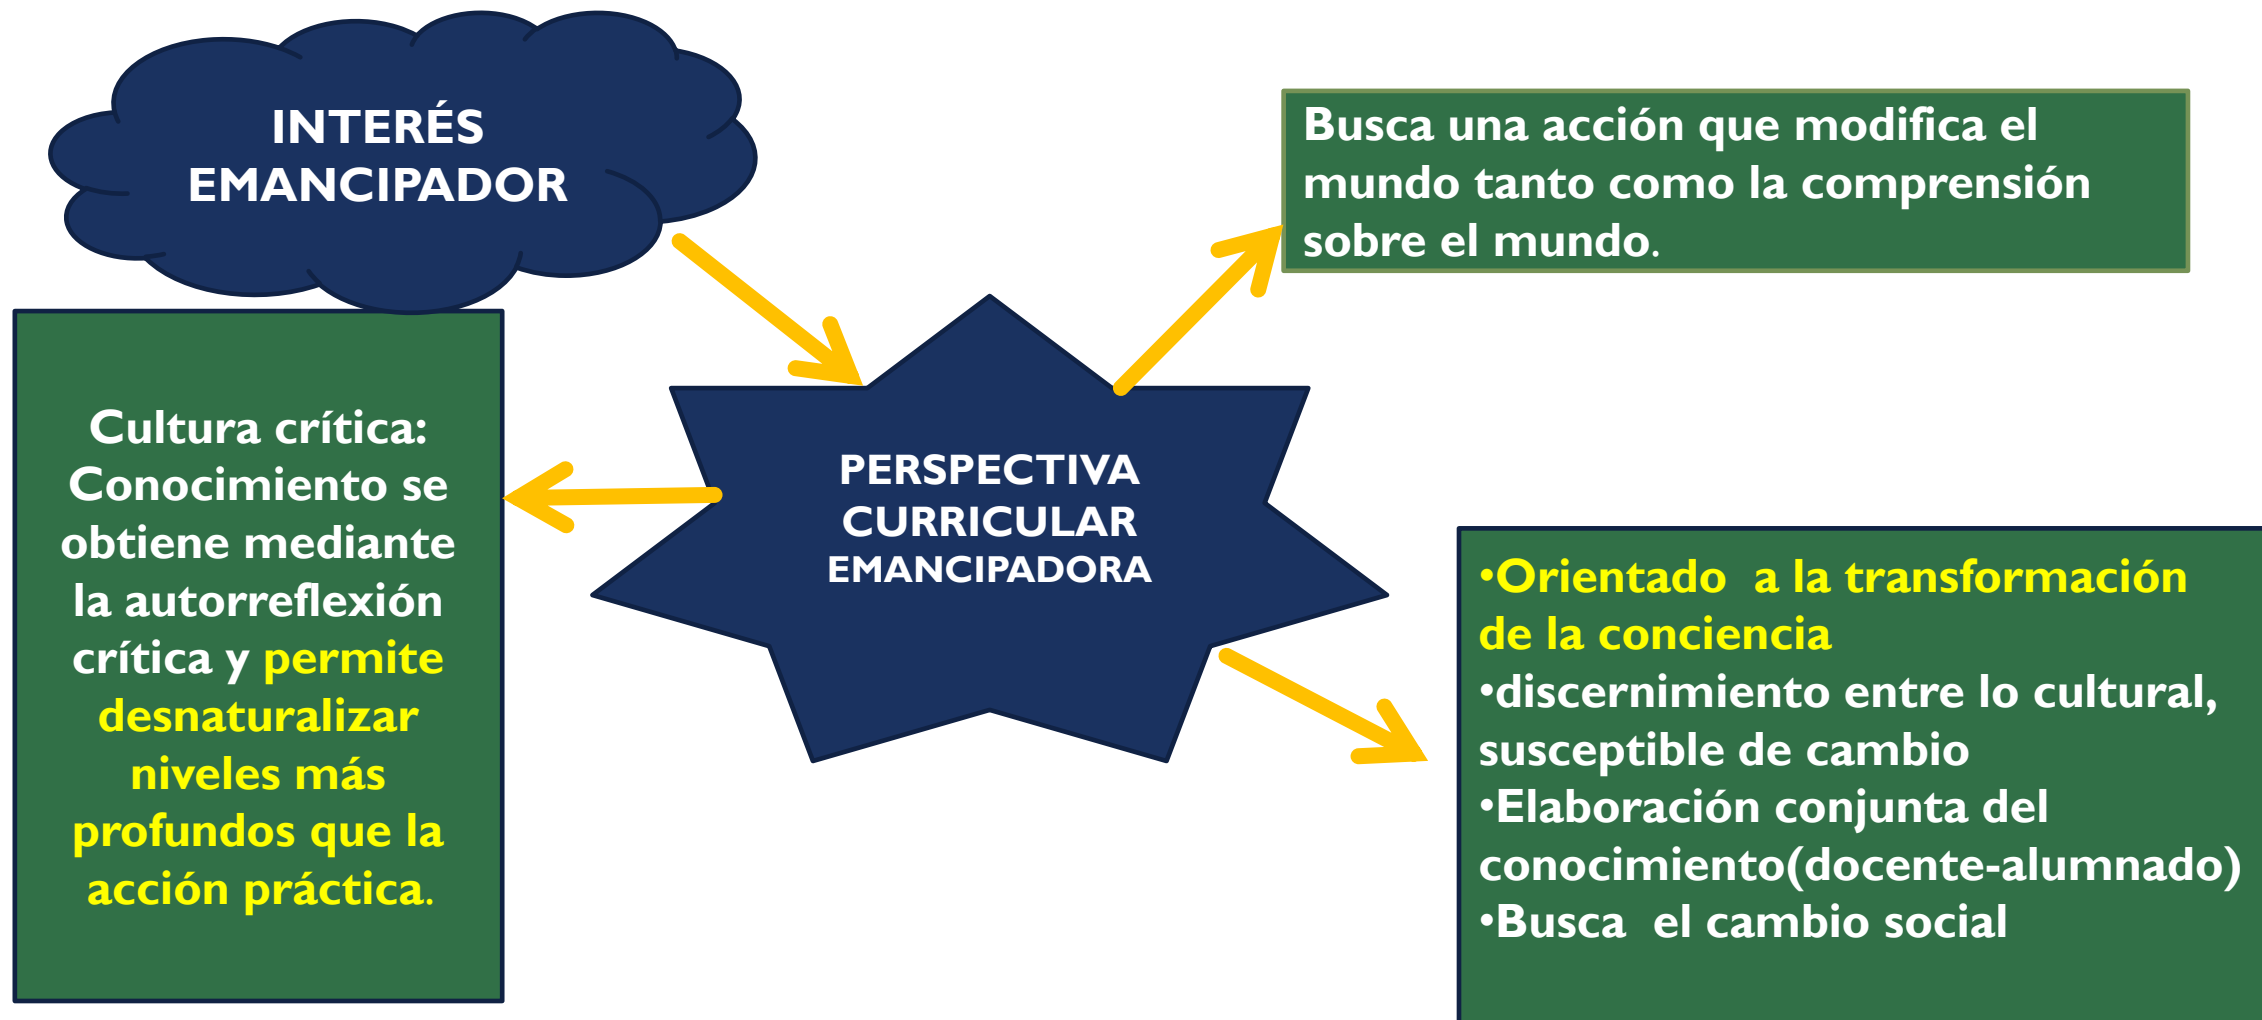 INTERÉS
EMANCIPADOR
Busca una acción que modifica el
mundo tanto como la comprensión
sobre el mundo.
Cultura crítica:
Conocimiento se
obtiene mediante
la autorreflexión
crítica y permite
desnaturalizar
niveles más
profundos que la
acción práctica.
PERSPECTIVA
CURRICULAR
EMANCIPADORA
•Orientado  a la transformación
de la conciencia
•discernimiento entre lo cultural,
susceptible de cambio
•Elaboración conjunta del
conocimiento(docente-alumnado)
•Busca  el cambio social